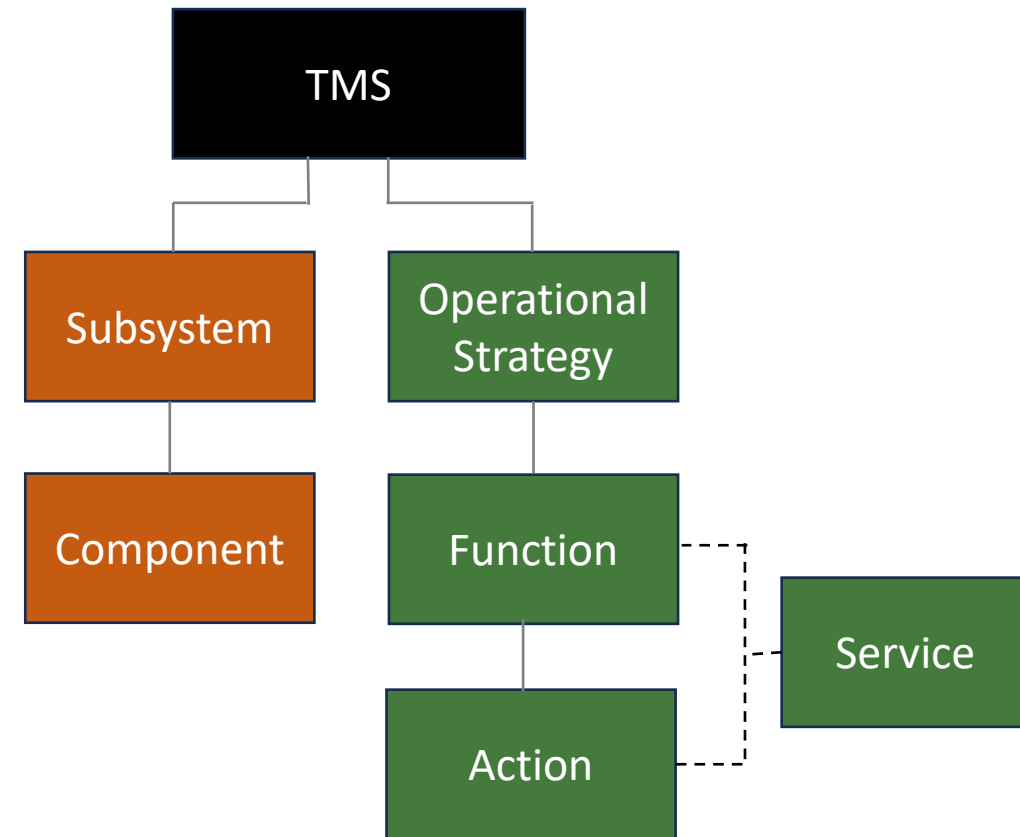 TMS
Subsystem
Operational
Strategy
Component
Function
Service
Action